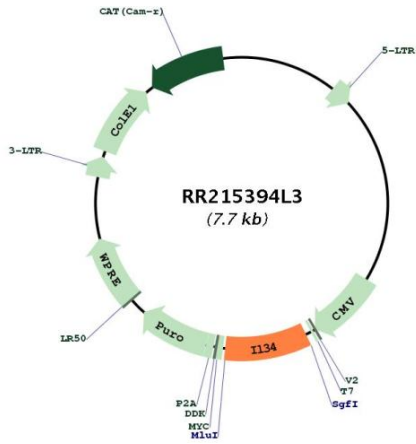 CAT(Cam-r)
5-LTR
ColE1
3-LTR
RR215394L3
(7.7 kb)
WPRE
CMV
LR50
Puro
Il34
V2
T7
SgfI
P2A
DDK
MYC
MluI